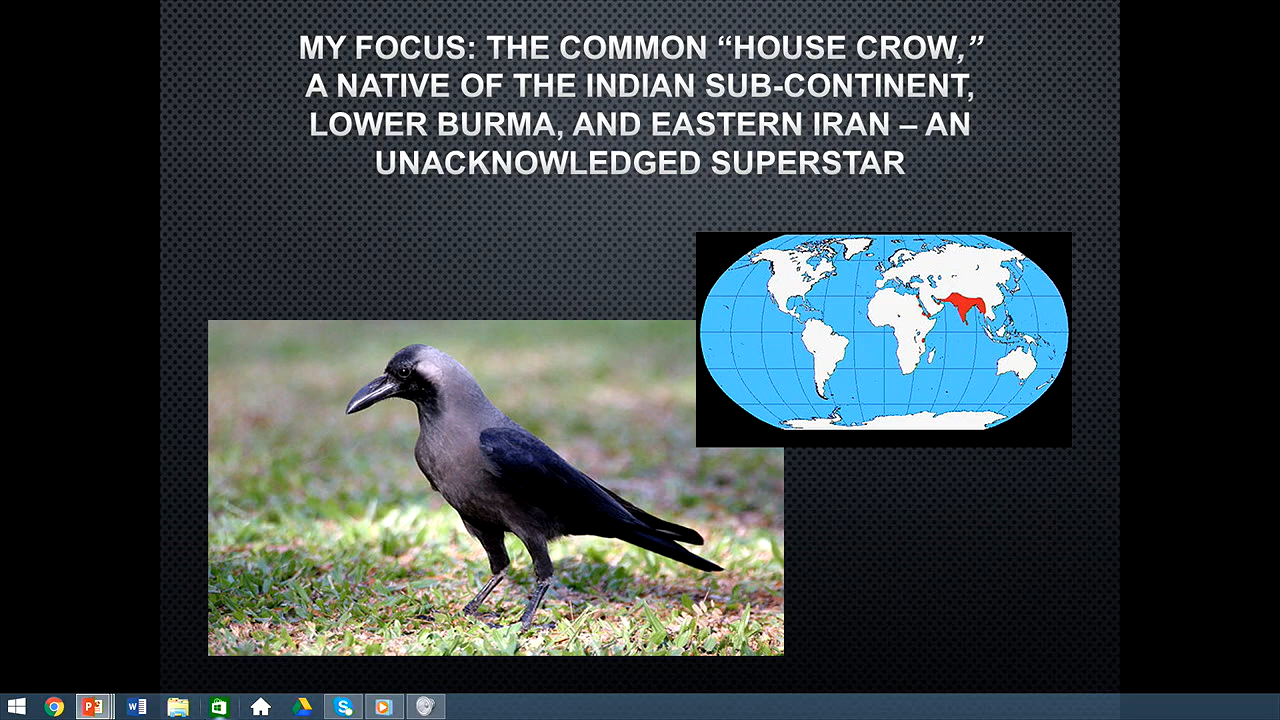 MY FOCUS: THE COMMON “HOUSE CROW,”
A NATIVE OF THE INDIAN SUB-CONTINENT,
LOWER BURMA, AND EASTERN IRAN – AN
UNACKNOWLEDGED SUPERSTAR